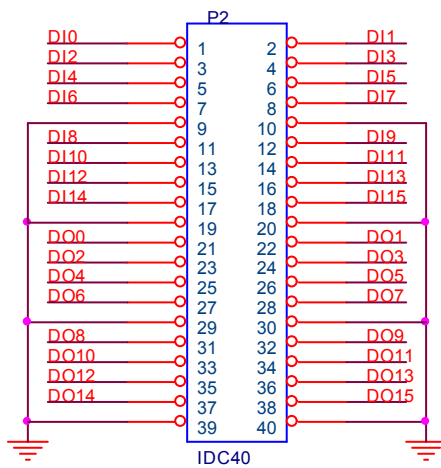 P2
DI0 1 2 DI1
DI2 3 4 DI3
DI4 5 6 DI5
DI6 7 8 DI7
9 10
DI8 11 12 DI9
DI10 13 14 DI11
DI12 15 16 DI13
DI14 17 18 DI15
19 20
DO0 21 22 DO1
DO2 23 24 DO3
DO4 25 26 DO5
DO6 27 28 DO7
29 30
DO8 31 32 DO9
DO10 33 34 DO11
DO12 35 36 DO13
DO14 37 38 DO15
39 40
IDC40